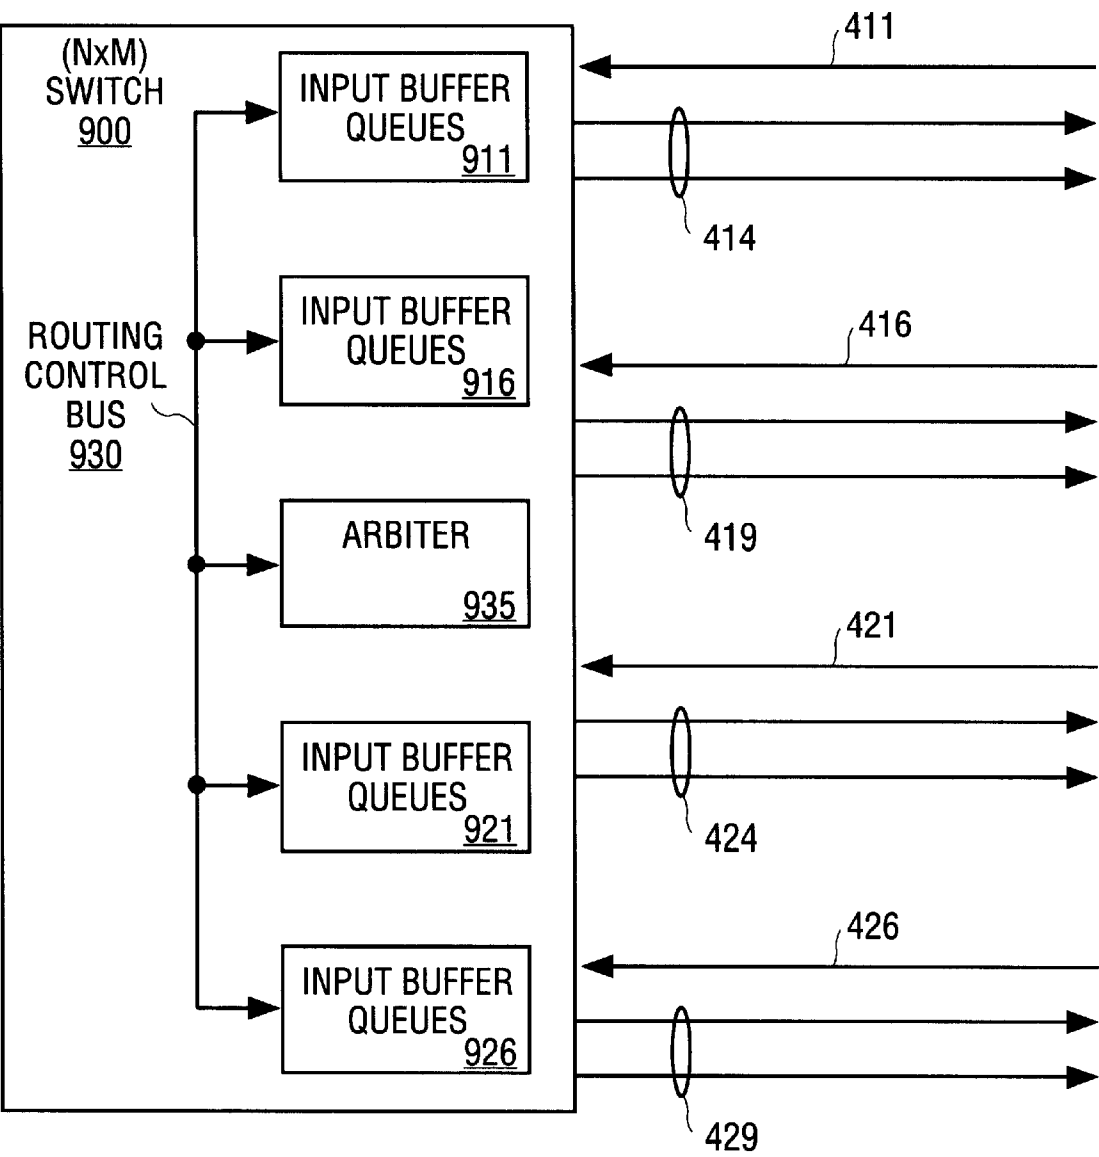 (NxM)
SWITCH
900
INPUT BUFFER
QUEUES
911
411
414
ROUTING
CONTROL
BUS
930
INPUT BUFFER
QUEUES
916
416
419
ARBITER
935
421
INPUT BUFFER
QUEUES
921
424
426
INPUT BUFFER
QUEUES
926
429